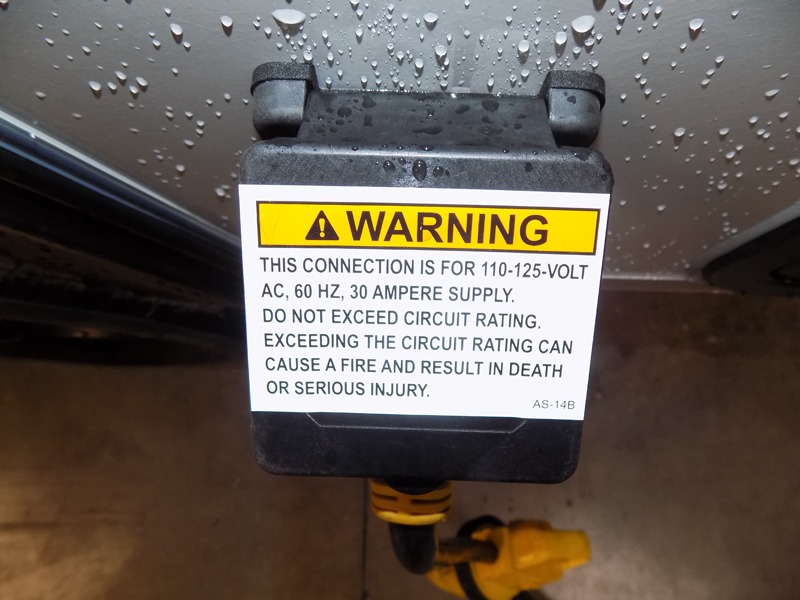 WARNING
THIS CONNECTION IS FOR 110-125-VOLT
AC, 60 HZ, 30 AMPERE SUPPLY.
DO NOT EXCEED CIRCUIT RATING.
EXCEEDING THE CIRCUIT RATING CAN
CAUSE A FIRE AND RESULT IN DEATH
OR SERIOUS INJURY.
AS-14B